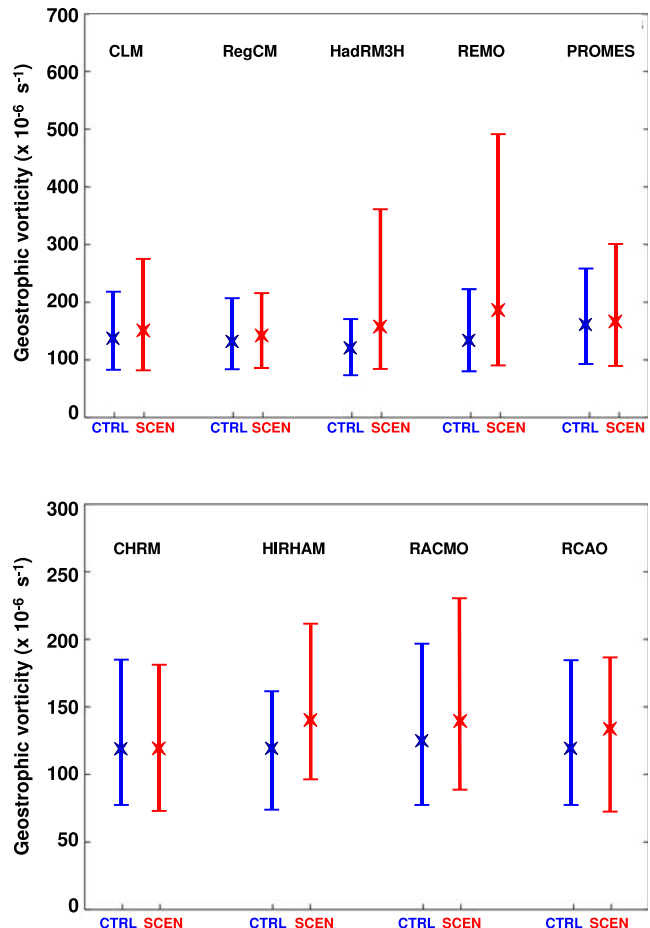 700
CLM RegCM HadRM3H REMO PROMES
600
500
400
300
200
100
0
Geostrophic vorticity (x 10⁻⁶ s⁻¹)
CTRL SCEN CTRL SCEN CTRL SCEN CTRL SCEN CTRL SCEN
300
CHRM HIRHAM RACMO RCAO
250
200
150
100
50
0
Geostrophic vorticity (x 10⁻⁶ s⁻¹)
CTRL SCEN CTRL SCEN CTRL SCEN CTRL SCEN